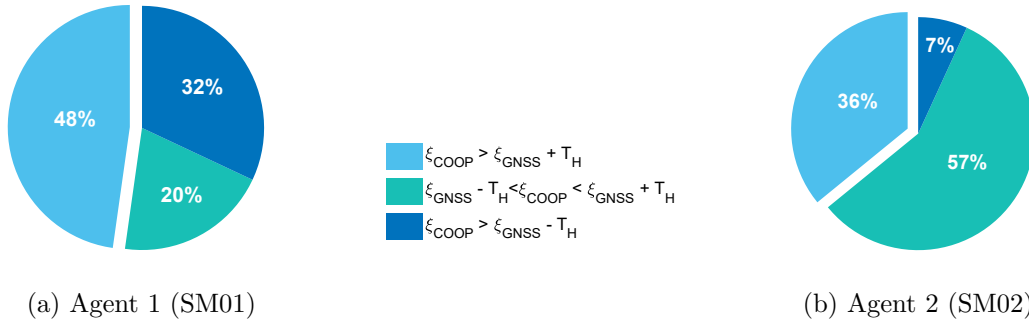 32%
48%
20%
7%
36%
57%
ξCOOP > ξGNSS + TH
ξGNSS - TH<ξCOOP < ξGNSS + TH
ξCOOP > ξGNSS - TH
(a) Agent 1 (SM01)
(b) Agent 2 (SM02)